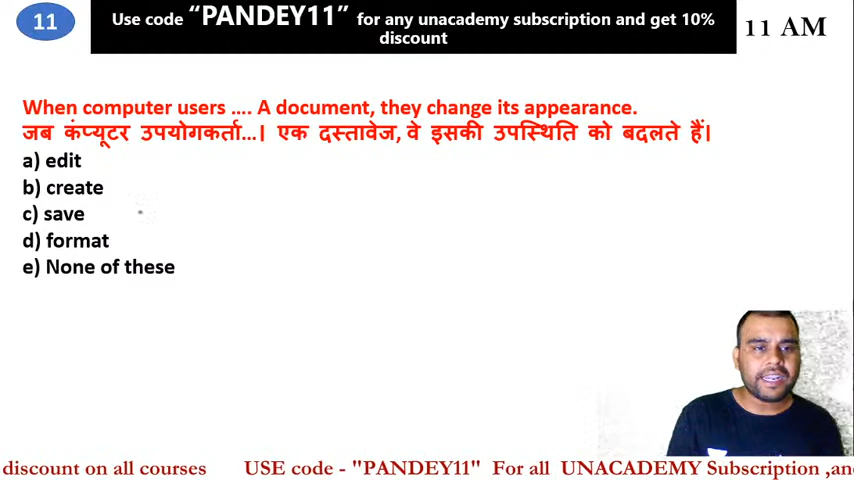 11
Use code “PANDEY11” for any unacademy subscription and get 10%
discount
11 AM
When computer users .... A document, they change its appearance.
जब कंप्यूटर उपयोगकर्ता...। एक दस्तावेज, वे इसकी उपस्थिति को बदलते हैं।
a) edit
b) create
c) save
d) format
e) None of these
discount on all courses USE code - "PANDEY11" For all UNACADEMY Subscription ,and